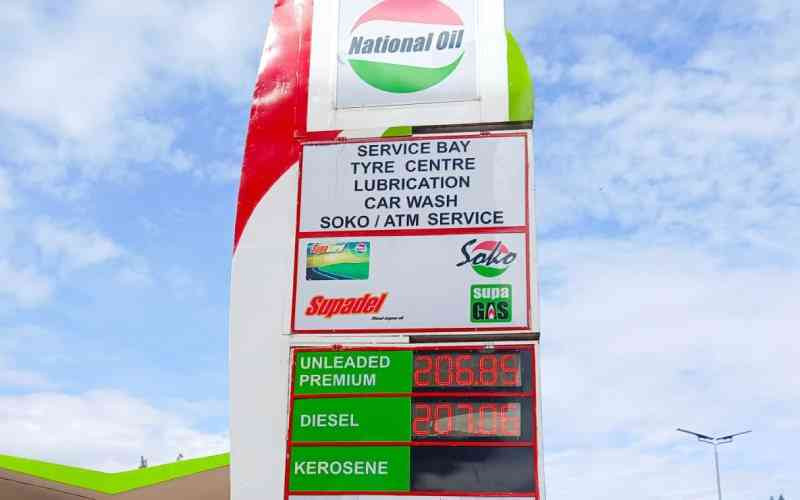 National Oil
SERVICE BAY
TYRE CENTRE
LUBRICATION
CAR WASH
SOKO / ATM SERVICE
Soko
Supadel
supa
GAS
UNLEADED
PREMIUM
206.84
DIESEL
207.06
KEROSENE